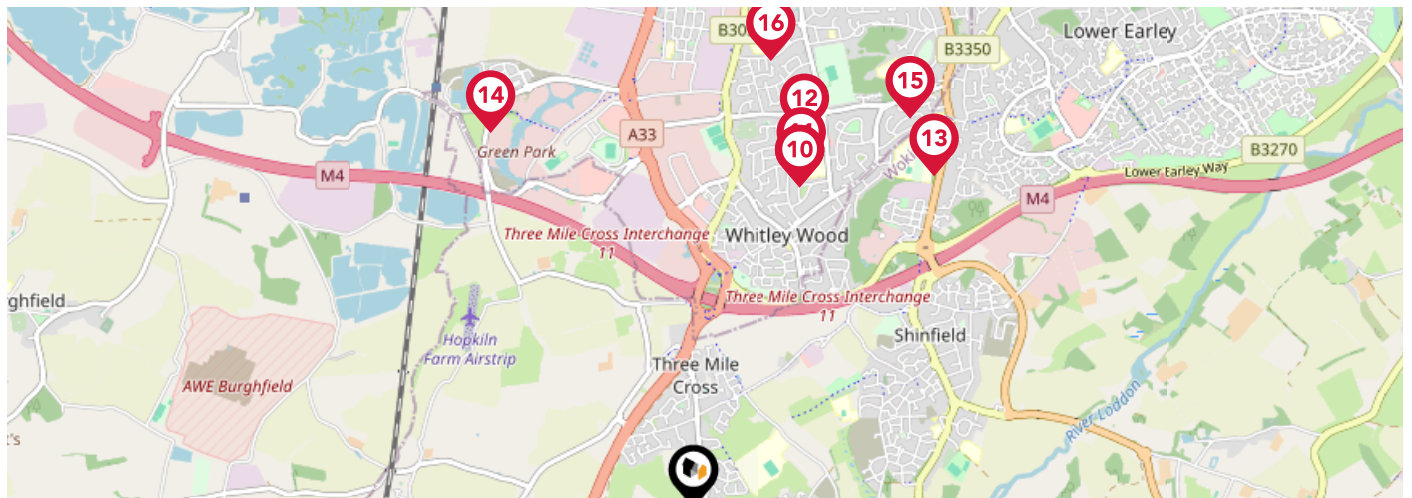 16
B30
Lower Earley
B3350
15
14
12
A33
13
10
Green Park
B3270
M4
Lower Earley Way
M4
Three Mile Cross Interchange
11
Whitley Wood
Three Mile Cross Interchange
11
ghfield
Shinfield
Hopkiln
Farm Airstrip
Three Mile
Cross
AWE Burghfield
River Loddon
t's